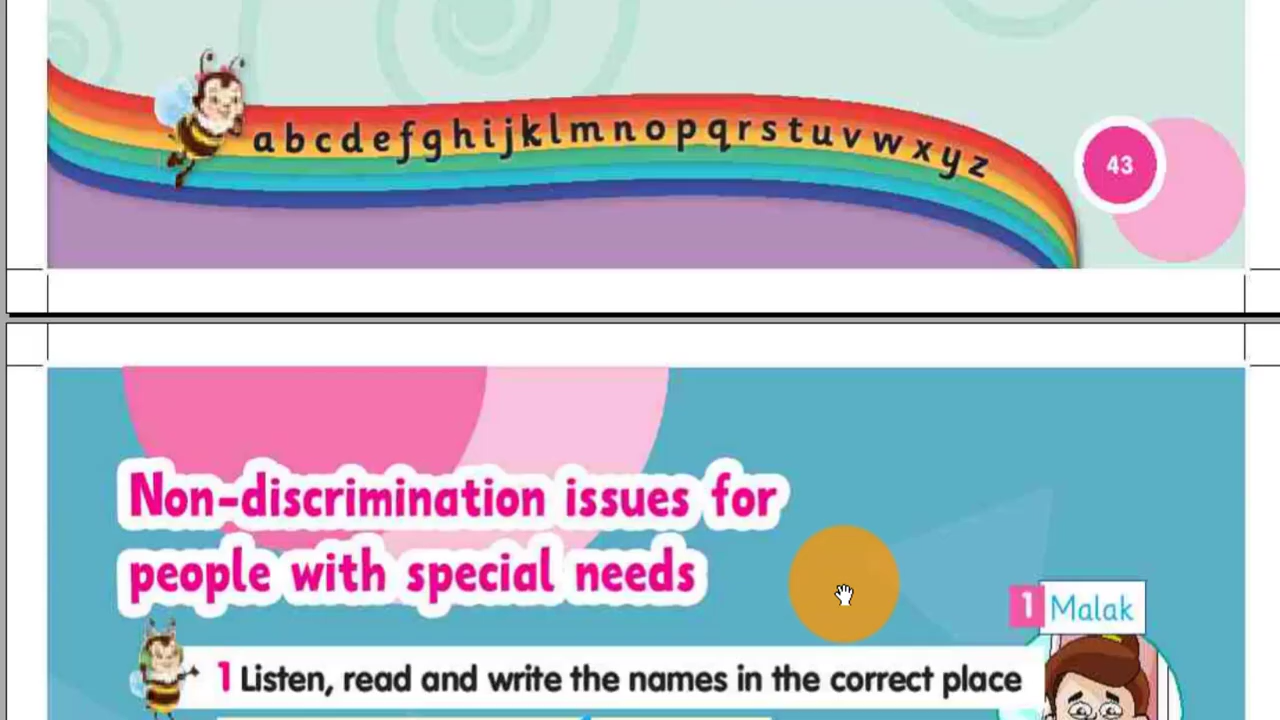 abcdefghijklmnopqrstuvwxyz
43
Non-discrimination issues for
people with special needs
1 Malak
1 Listen, read and write the names in the correct place